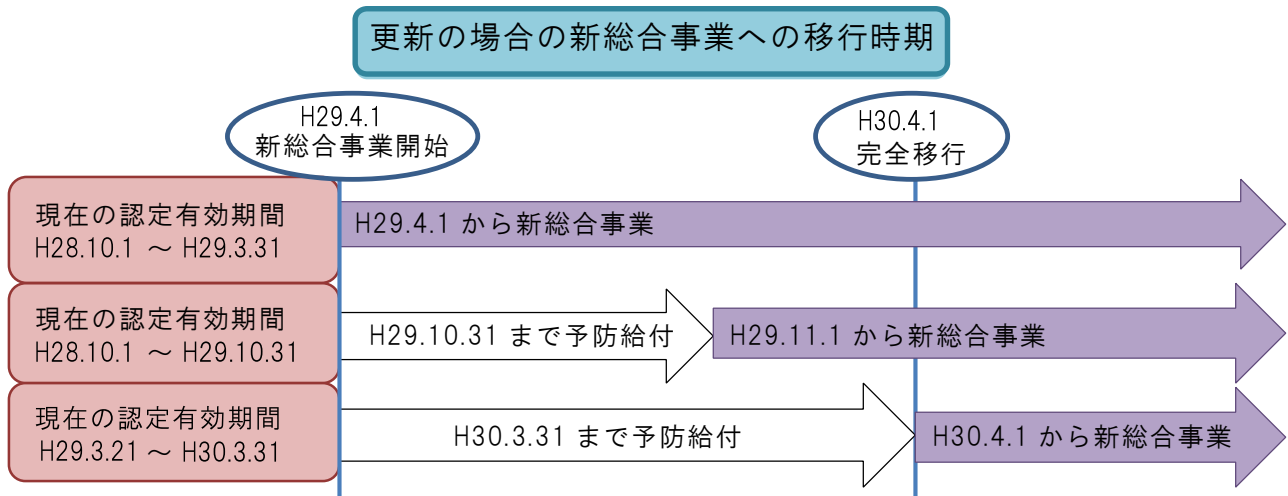 更新の場合の新総合事業への移行時期
H29.4.1
新総合事業開始
H30.4.1
完全移行
現在の認定有効期間
H28.10.1 ～ H29.3.31
H29.4.1 から新総合事業
現在の認定有効期間
H28.10.1 ～ H29.10.31
H29.10.31 まで予防給付
H29.11.1 から新総合事業
現在の認定有効期間
H29.3.21 ～ H30.3.31
H30.3.31 まで予防給付
H30.4.1 から新総合事業